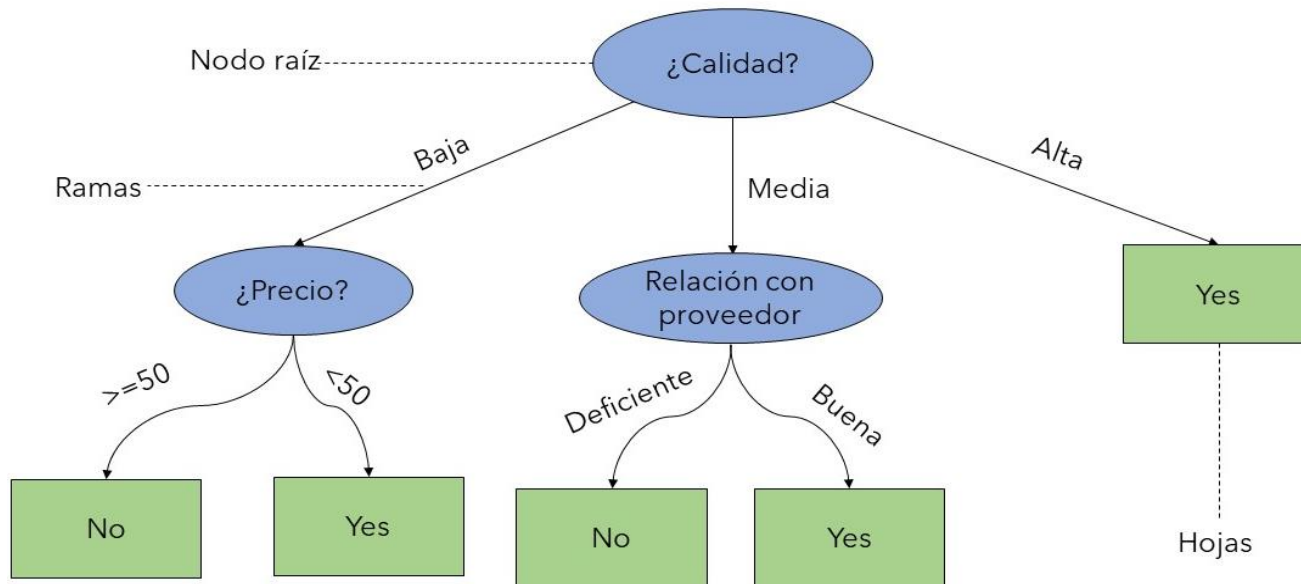 Nodo raíz
¿Calidad?
Baja
Alta
Ramas
Media
¿Precio?
Relación con
proveedor
Yes
>=50
<50
Deficiente
Buena
No
Yes
No
Yes
Hojas